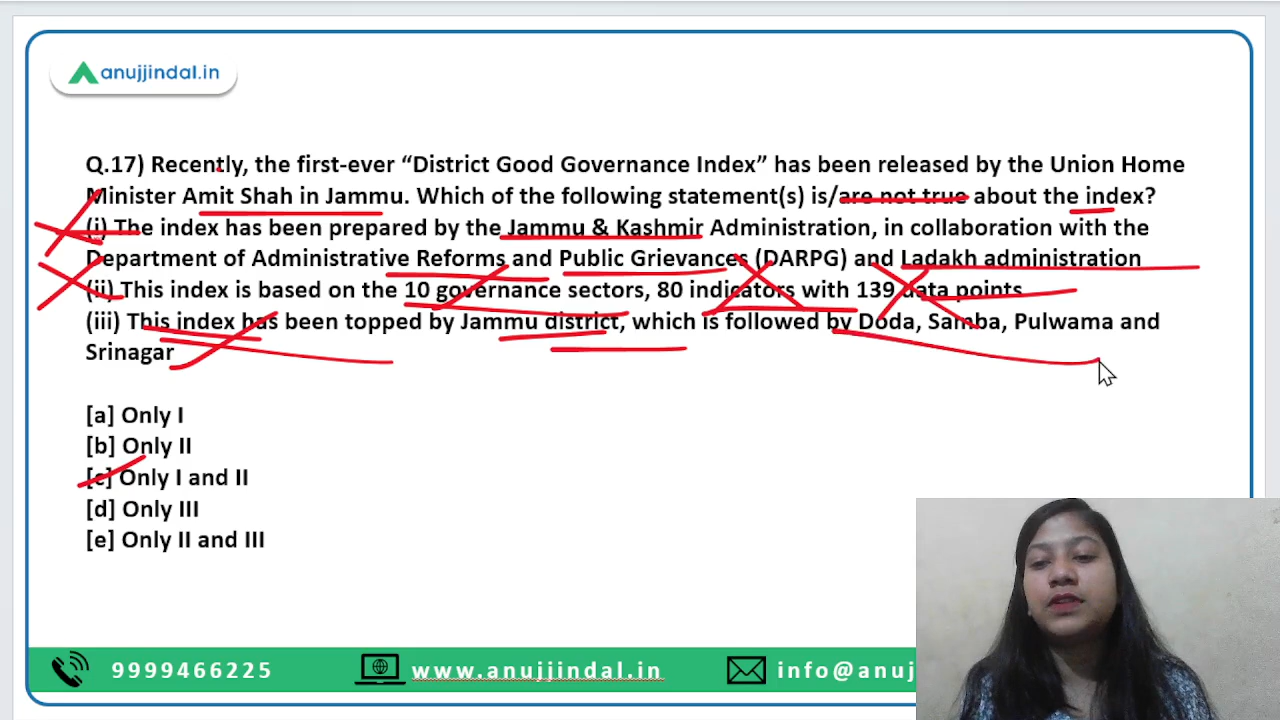 anujjindal.in
Q.17) Recently, the first-ever “District Good Governance Index” has been released by the Union Home
Minister Amit Shah in Jammu. Which of the following statement(s) is/are not true about the index?
(i) The index has been prepared by the Jammu & Kashmir Administration, in collaboration with the
Department of Administrative Reforms and Public Grievances (DARPG) and Ladakh administration
(ii) This index is based on the 10 governance sectors, 80 indicators with 139 data points
(iii) This index has been topped by Jammu district, which is followed by Doda, Samba, Pulwama and
Srinagar
[a] Only I
[b] Only II
[c] Only I and II
[d] Only III
[e] Only II and III
9999466225 www.anujjindal.in info@anuj